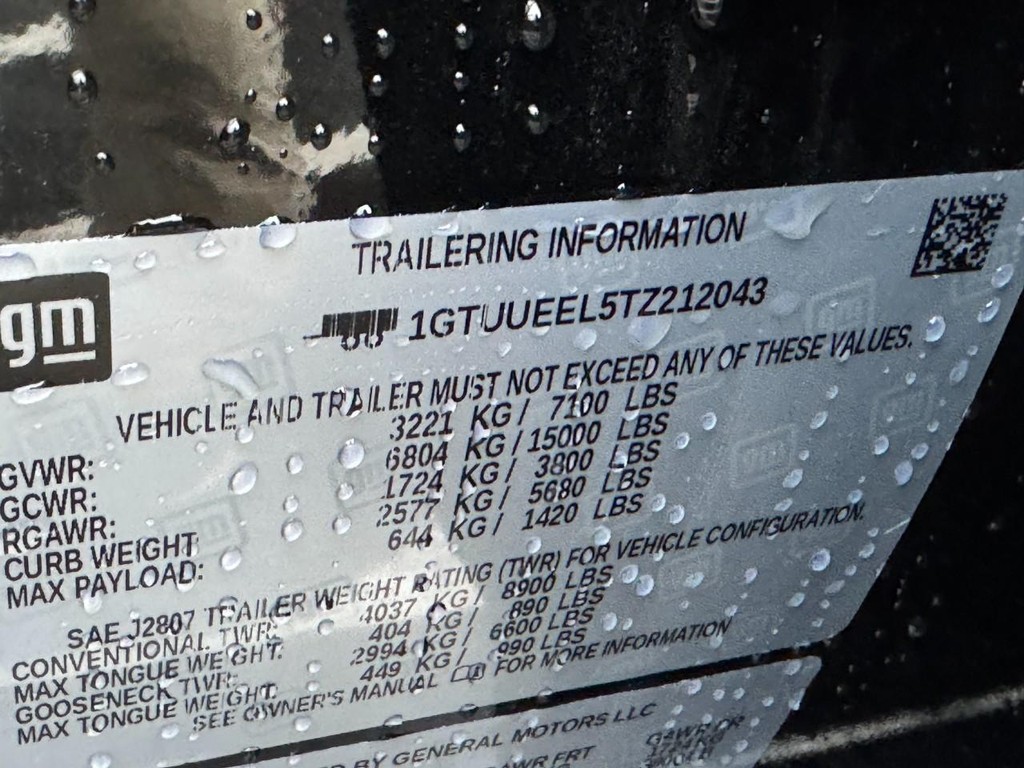 gm
TRAILERING INFORMATION
1GTUUEEL5TZ212043
VEHICLE AND TRAILER MUST NOT EXCEED ANY OF THESE VALUES.
GVWR: 3221 KG / 7100 LBS
GCWR: 6804 KG / 15000 LBS
RGAWR: 1724 KG / 3800 LBS
CURB WEIGHT: 2577 KG / 5680 LBS
MAX PAYLOAD: 644 KG / 1420 LBS
SAE J2807 TRAILER WEIGHT RATING (TWR) FOR VEHICLE CONFIGURATION.
CONVENTIONAL TWR: 4037 KG / 8900 LBS
MAX TONGUE WEIGHT: 404 KG / 890 LBS
GOOSENECK TWR: 2994 KG / 6600 LBS
MAX TONGUE WEIGHT: 449 KG / 990 LBS
SEE OWNER'S MANUAL FOR MORE INFORMATION
BY GENERAL MOTORS LLC
FRT